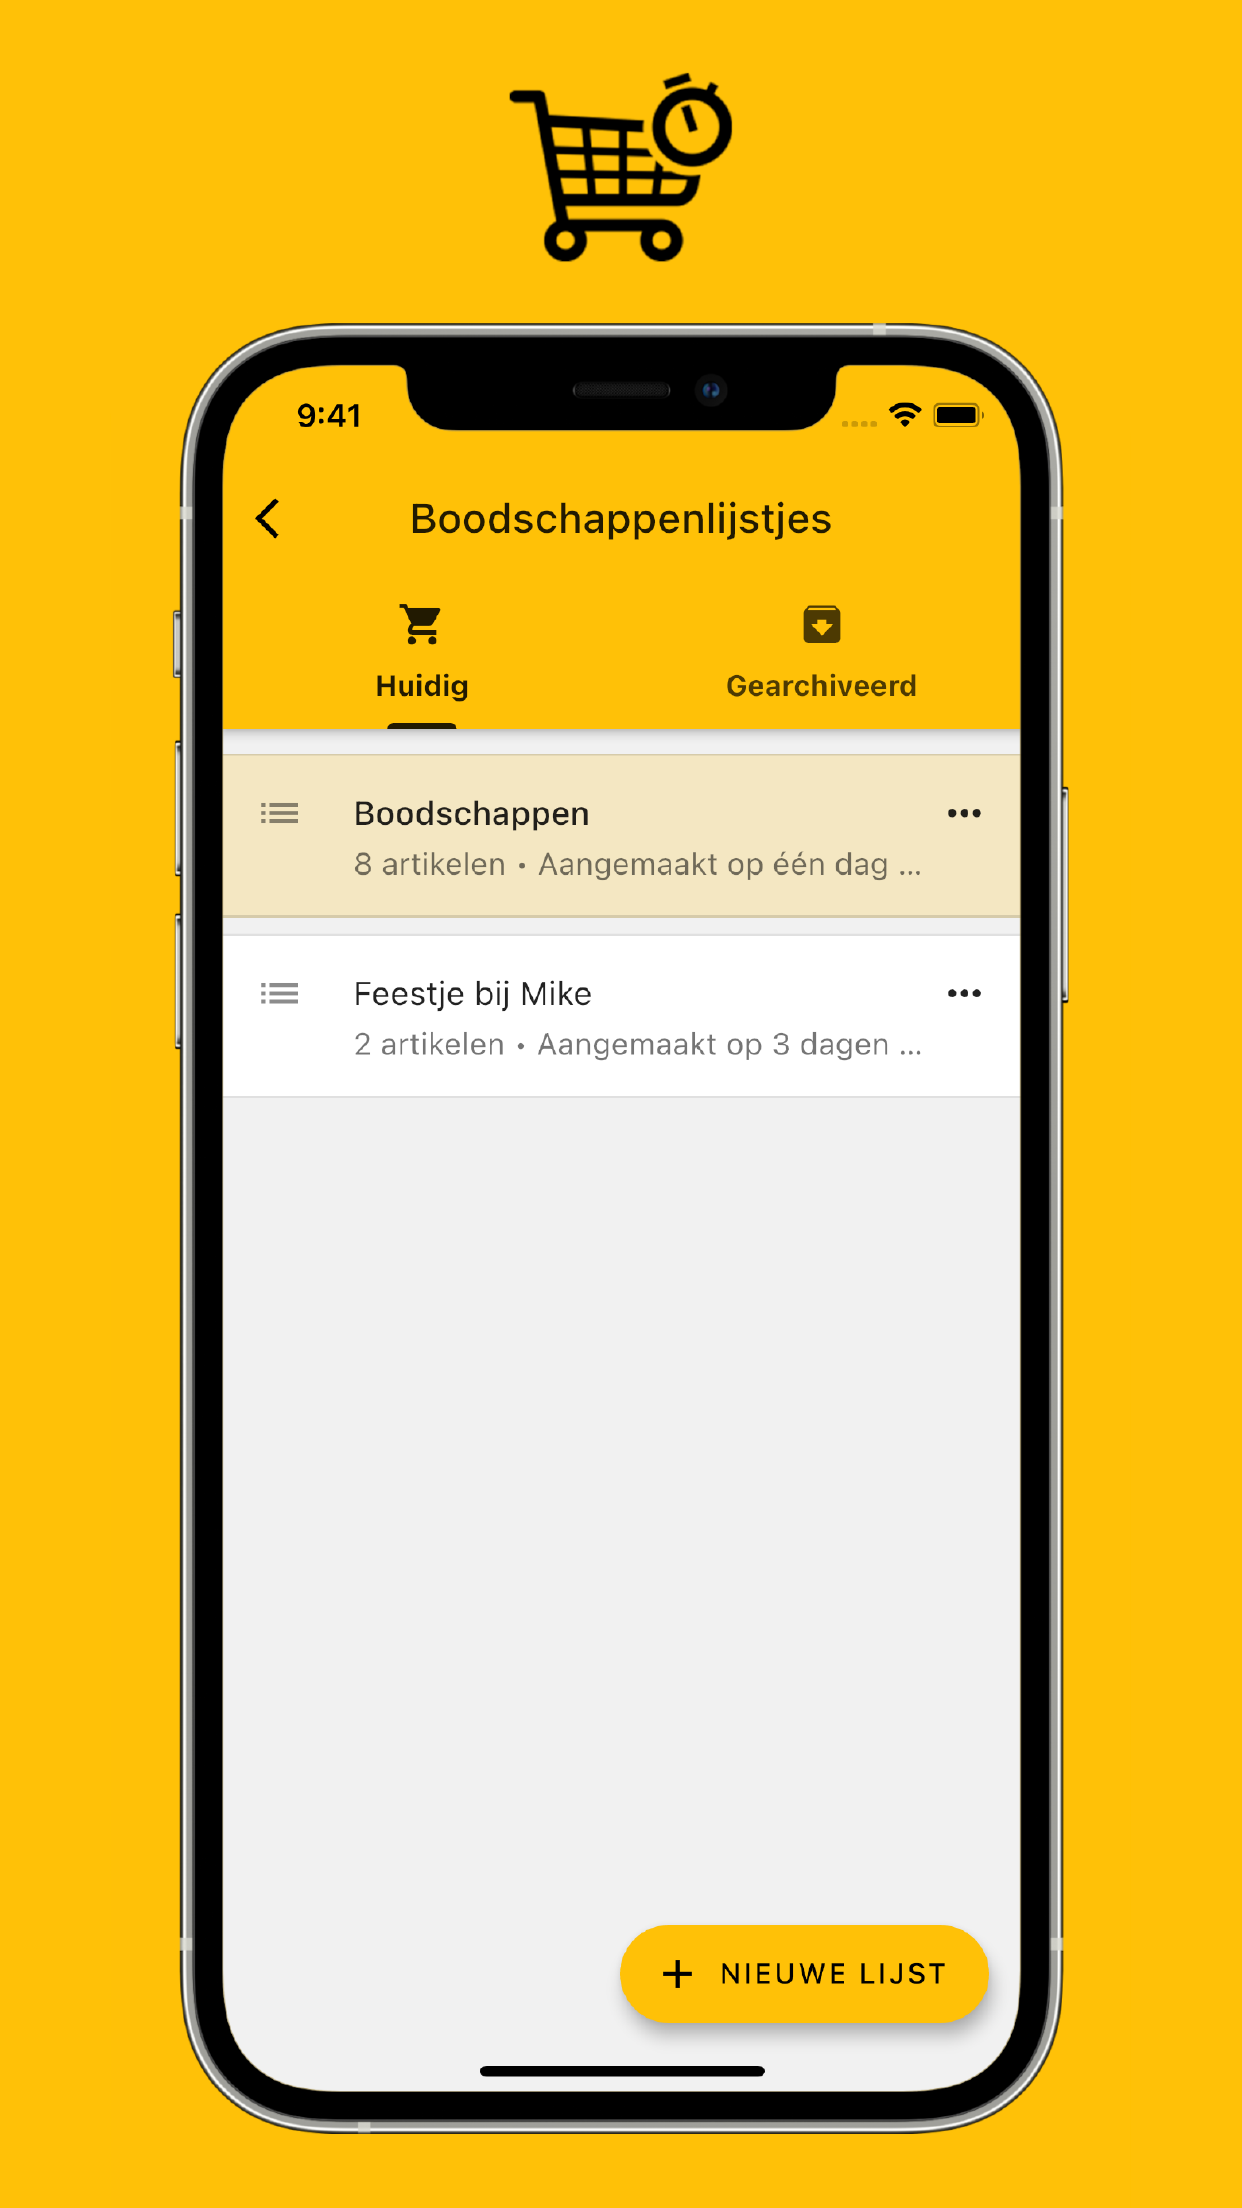 9:41
Boodschappenlijstjes
Huidig
Gearchiveerd
Boodschappen
8 artikelen • Aangemaakt op één dag ...
Feestje bij Mike
2 artikelen • Aangemaakt op 3 dagen ...
+ NIEUWE LIJST